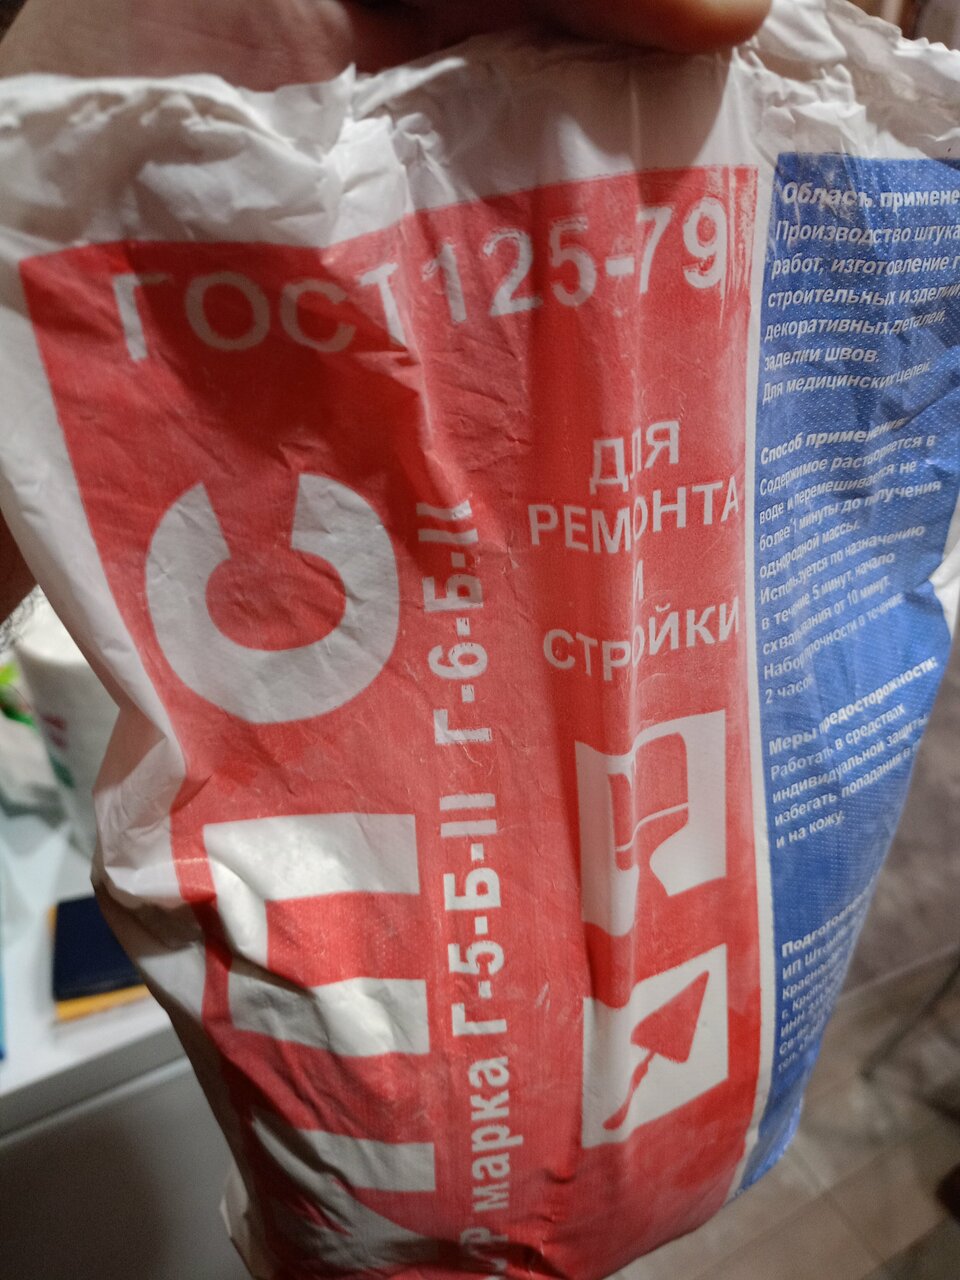 ГОСТ 125-79
ДЛЯ
РЕМОНТА
И
СТРОЙКИ
марка Г-5-Б-II Г-6-Б-II
Область
Производство
работ, изготовление
строительных изделий
декоративных деталей,
заделки швов.
Для медицинских целей.
Способ применения
Содержимое растворяется в
воде и перемешивается не
более 1 минуты до получения
однородной массы.
Используется по назначению
в течение 5 минут, начало
схватывания от 10 минут.
Набор прочности в течение
2 часов
Меры предосторожности:
Работать в средствах
индивидуальной защиты
избегать попадания в
и на кожу.
ИП
г.
ИНН
тел.